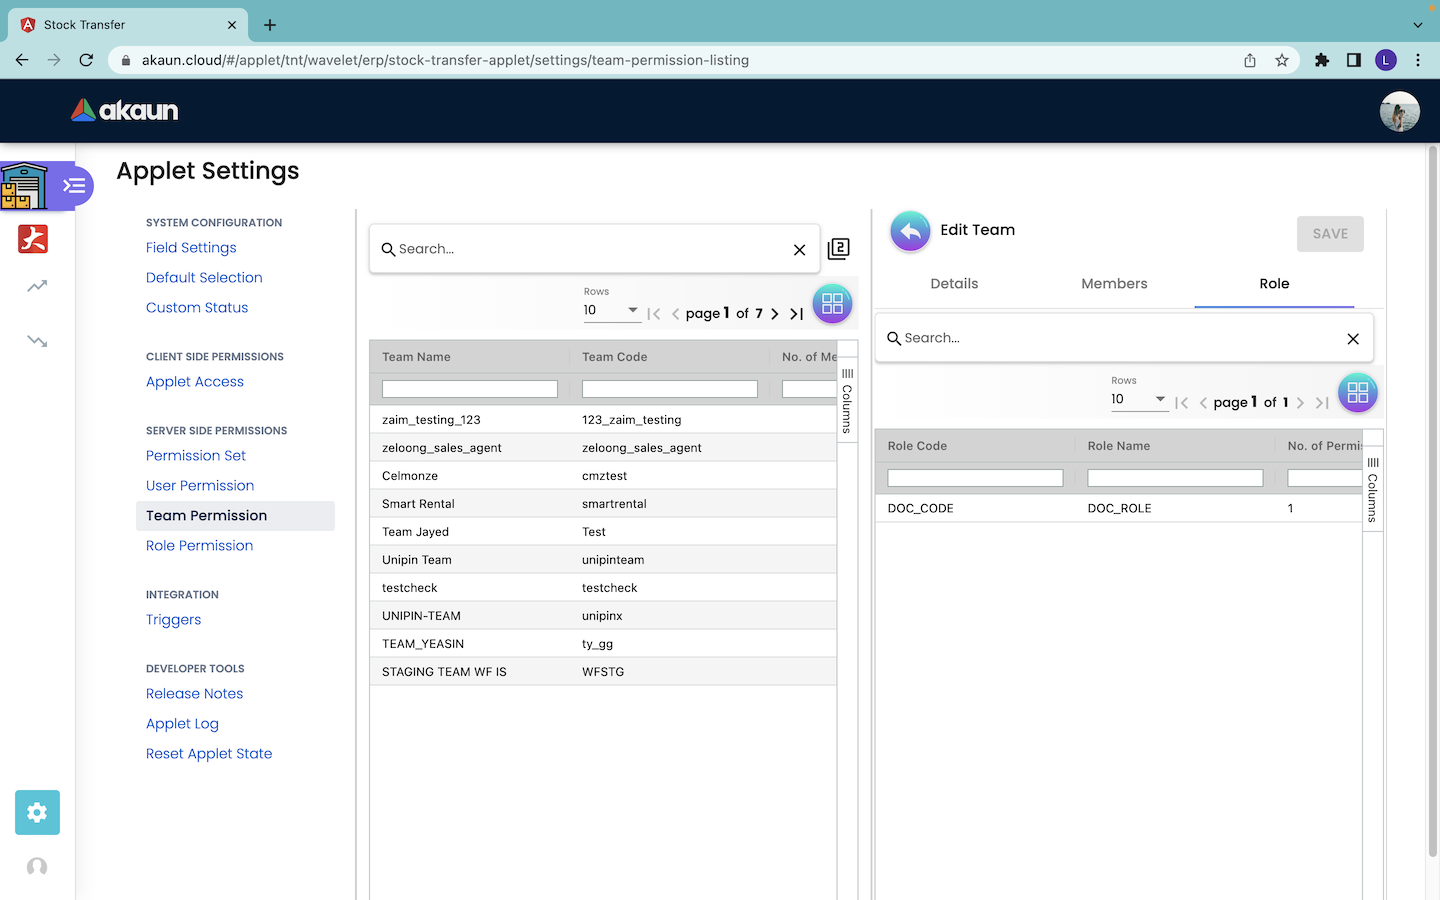 Stock Transfer
akaun.cloud/#/applet/tnt/wavelet/erp/stock-transfer-applet/settings/team-permission-listing
L
akaun
Applet Settings
SYSTEM CONFIGURATION
Field Settings
Default Selection
Custom Status
CLIENT SIDE PERMISSIONS
Applet Access
SERVER SIDE PERMISSIONS
Permission Set
User Permission
Team Permission
Role Permission
INTEGRATION
Triggers
DEVELOPER TOOLS
Release Notes
Applet Log
Reset Applet State
Search...
2
Rows
10
page 1 of 7
Team Name Team Code No. of Me
zaim_testing_123 123_zaim_testing
zeloong_sales_agent zeloong_sales_agent
Celmonze cmztest
Smart Rental smartrental
Team Jayed Test
Unipin Team unipinteam
testcheck testcheck
UNIPIN-TEAM unipinx
TEAM_YEASIN ty_gg
STAGING TEAM WF IS WFSTG
Columns
Edit Team
SAVE
Details Members Role
Search...
Rows
10
page 1 of 1
Role Code Role Name No. of Permis
DOC_CODE DOC_ROLE 1
Columns